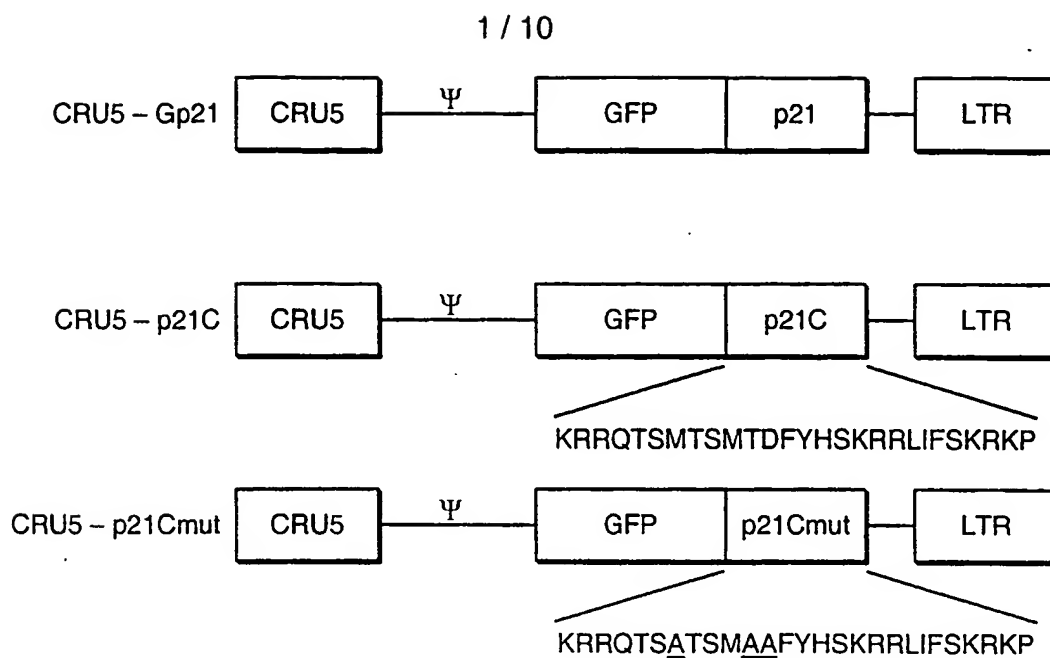 1 / 10
CRU5 – Gp21 CRU5 Ψ GFP p21 LTR
CRU5 – p21C CRU5 Ψ GFP p21C LTR
KRRQTSMTSMTDFYHSKRRLIFSKRKP
CRU5 – p21Cmut CRU5 Ψ GFP p21Cmut LTR
KRRQTSATSMAAFYHSKRRLIFSKRKP